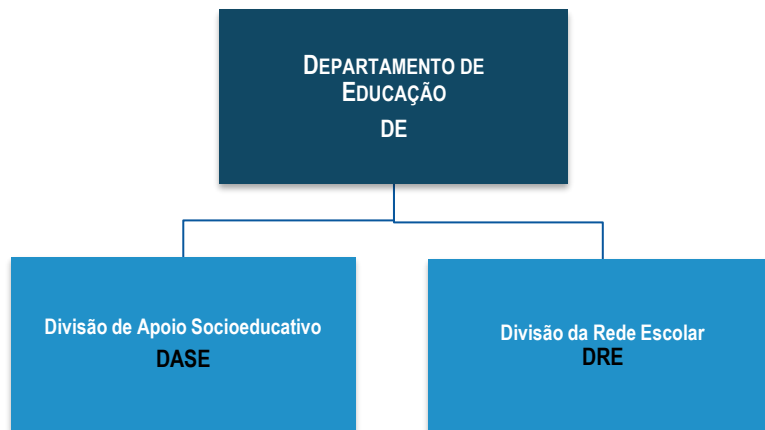 DEPARTAMENTO DE
EDUCAÇÃO
DE
Divisão de Apoio Socioeducativo
DASE
Divisão da Rede Escolar
DRE